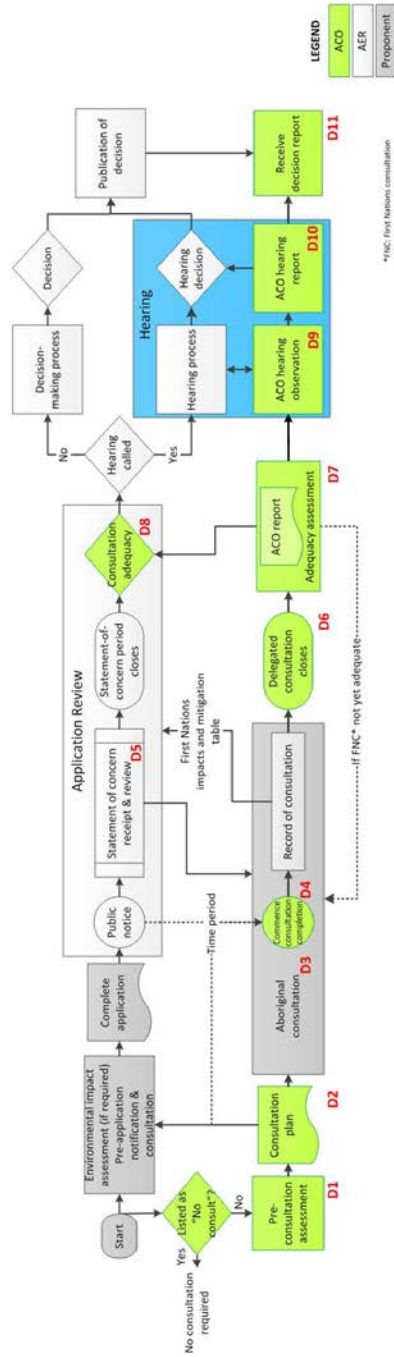 Start
Environmental impact
assessment (if required)
Pre-application
notification &
consultation
Complete
application
Listed as
"No
consult"?
Yes
No consultation
required
No
Pre-
consultation
assessment
D1
Consultation
plan
D2
Application Review
Public
notice
Statement of concern
receipt & review
D5
Statement-of-
concern period
closes
Consultation
adequacy
D8
Time period
First Nations
impacts and mitigation
table
Aboriginal
consultation
D3
Commence
consultation
completion
D4
Record of consultation
Delegated
consultation
closes
D6
ACO report
Adequacy assessment
D7
If FNC* not yet adequate
Hearing
called
No
Yes
Decision-
making process
Decision
Publication of
decision
Hearing
Hearing process
Hearing
decision
ACO hearing
observation
D9
ACO hearing
report
D10
Receive
decision report
D11
LEGEND
ACO
AER
Proponent
*FNC: First Nations consultation